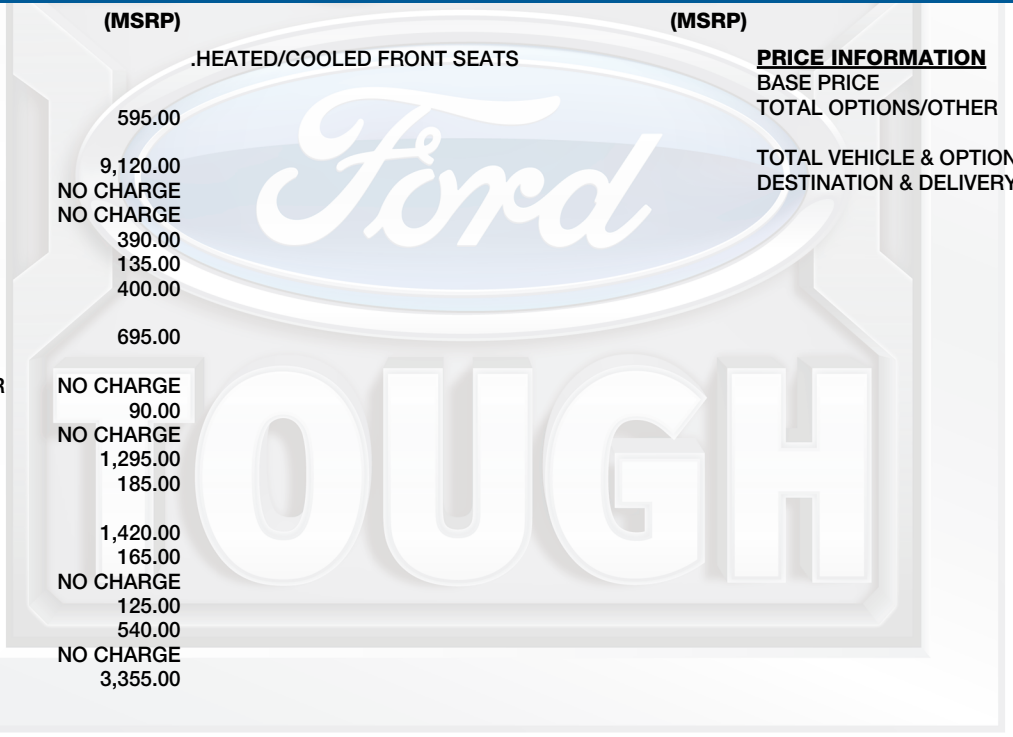 (MSRP)
595.00
9,120.00
NO CHARGE
NO CHARGE
390.00
135.00
400.00
695.00
R NO CHARGE
90.00
NO CHARGE
1,295.00
185.00
1,420.00
165.00
NO CHARGE
125.00
540.00
NO CHARGE
3,355.00
(MSRP)
.HEATED/COOLED FRONT SEATS
PRICE INFORMATION
BASE PRICE
TOTAL OPTIONS/OTHER
TOTAL VEHICLE & OPTION
DESTINATION & DELIVERY
Ford
TOUGH